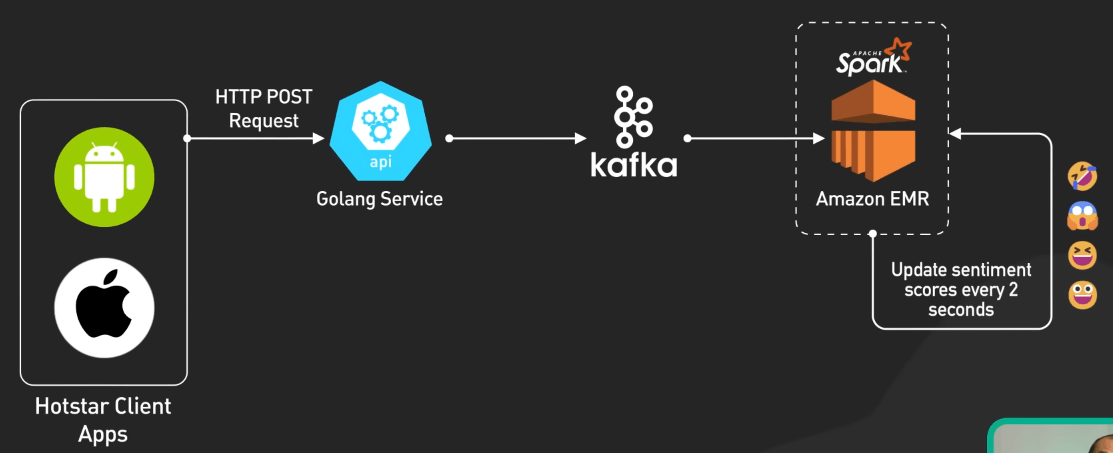 HTTP POST
Request
api
Golang Service
kafka
APACHE
Spark
Amazon EMR
Update sentiment
scores every 2
seconds
Hotstar Client
Apps